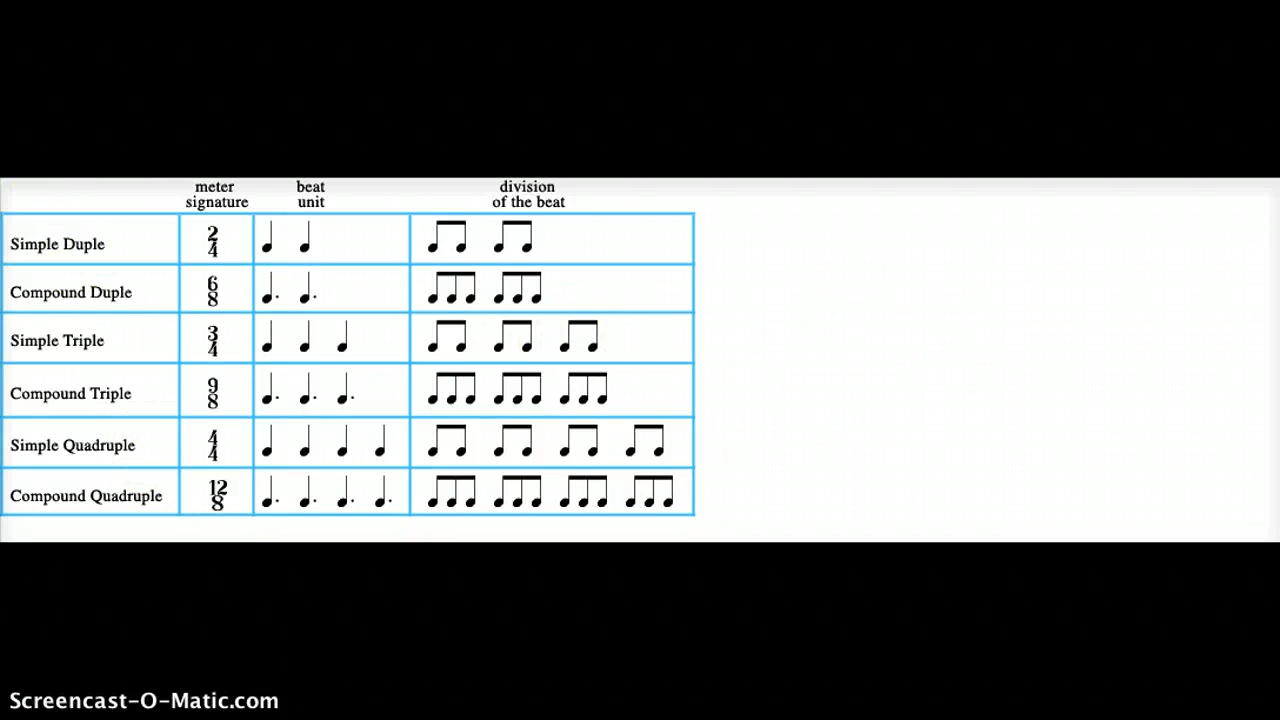 meter beat division
signature unit of the beat
Simple Duple 2/4
Compound Duple 6/8
Simple Triple 3/4
Compound Triple 9/8
Simple Quadruple 4/4
Compound Quadruple 12/8
Screencast-O-Matic.com